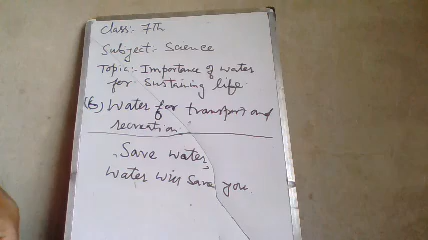 Class:- 7th
Subject:- Science
Topic:- Importance of water
for sustaining life.
(6) Water for transport and
recreation.
Save water,
Water will save you.